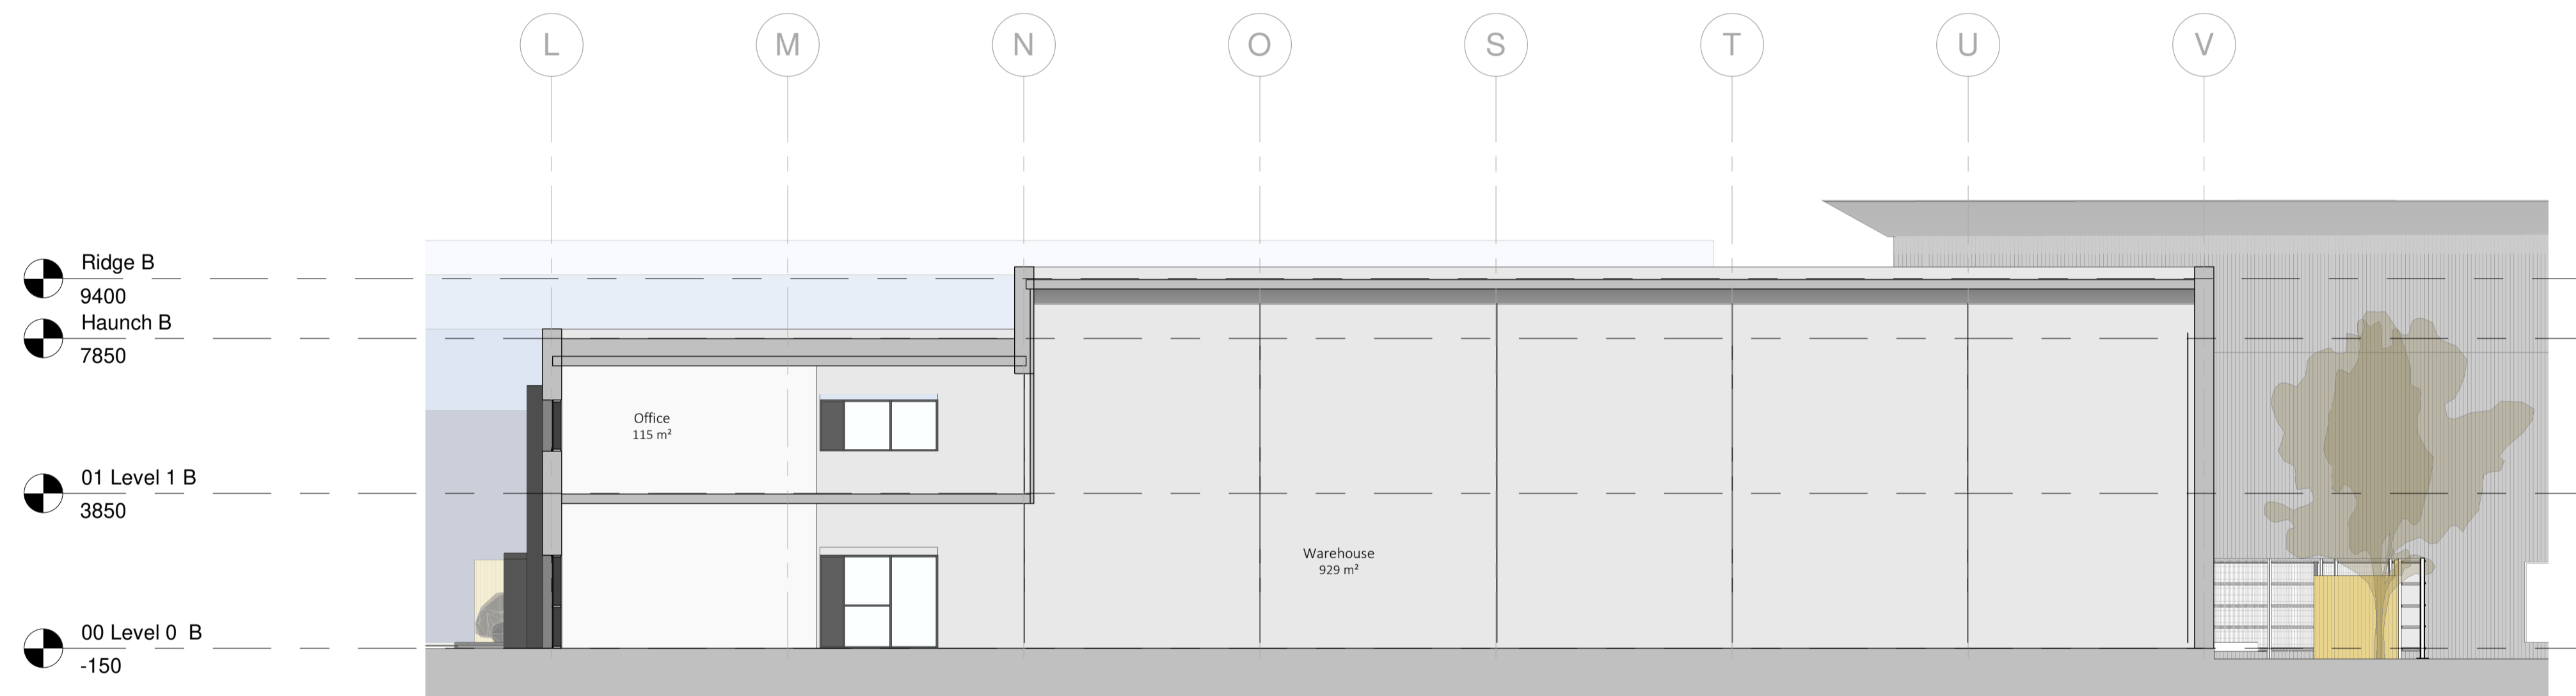 L M N O S T U V
Ridge B
9400
Haunch B
7850
Office
115 m²
01 Level 1 B
3850
Warehouse
929 m²
00 Level 0  B
-150